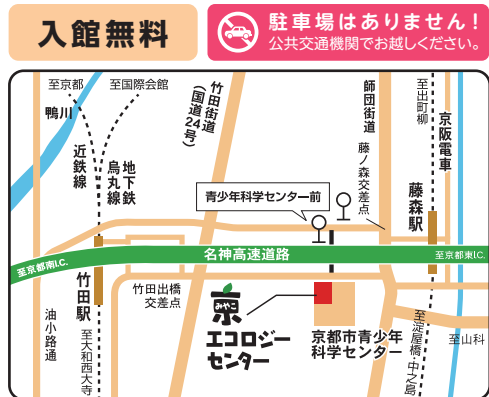 入館無料
駐車場はありません！
公共交通機関でお越しください。
至京都
至国際会館
鴨川
近鉄線
地下鉄
烏丸線
竹田街道
(国道24号)
師団街道
藤ノ森交差点
至出町柳
京阪電車
藤森駅
青少年科学センター前
名神高速道路
至京都南I.C.
至京都東I.C.
竹田駅
竹田出橋
交差点
油小路通
至大和西大寺
みやこ
京
エコロジー
センター
京都市青少年
科学センター
至淀屋橋・中之島
至山科